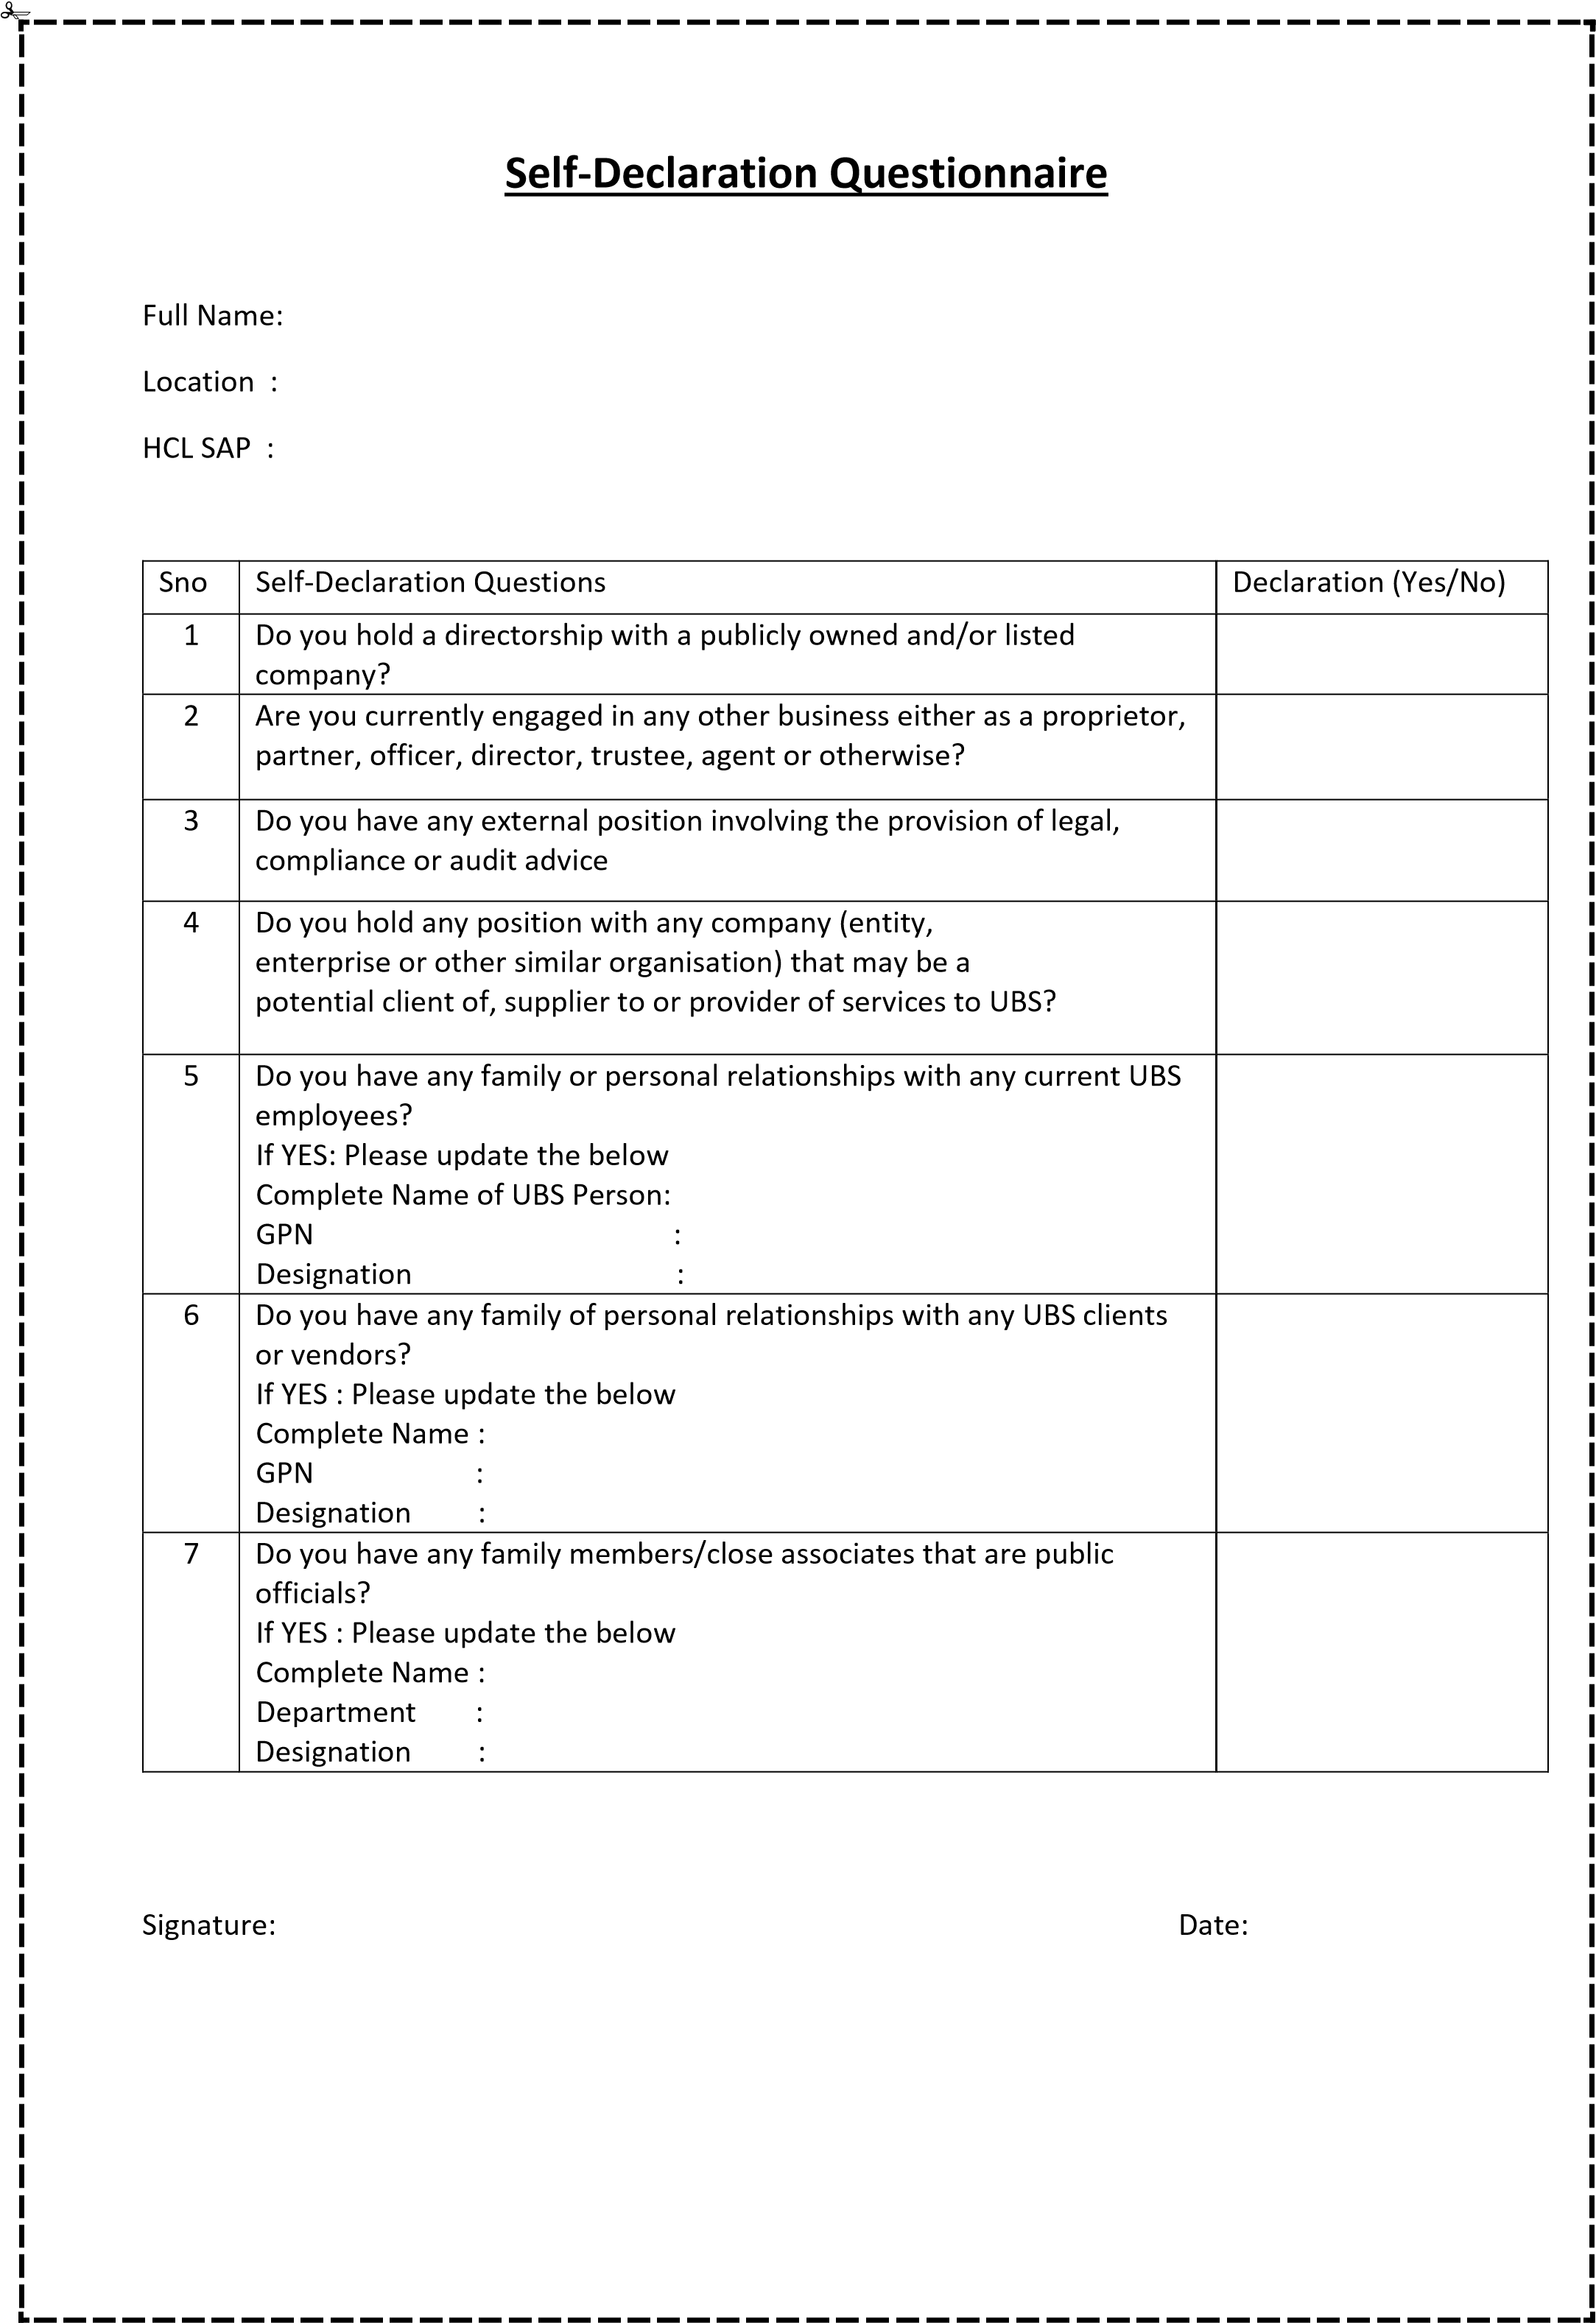 Self-Declaration Questionnaire
Full Name:
Location  :
HCL SAP  :
Sno Self-Declaration Questions Declaration (Yes/No)
1 Do you hold a directorship with a publicly owned and/or listed
company?
2 Are you currently engaged in any other business either as a proprietor,
partner, officer, director, trustee, agent or otherwise?
3 Do you have any external position involving the provision of legal,
compliance or audit advice
4 Do you hold any position with any company (entity,
enterprise or other similar organisation) that may be a
potential client of, supplier to or provider of services to UBS?
5 Do you have any family or personal relationships with any current UBS
employees?
If YES: Please update the below
Complete Name of UBS Person:
GPN :
Designation :
6 Do you have any family of personal relationships with any UBS clients
or vendors?
If YES : Please update the below
Complete Name :
GPN :
Designation :
7 Do you have any family members/close associates that are public
officials?
If YES : Please update the below
Complete Name :
Department :
Designation :
Signature: Date: